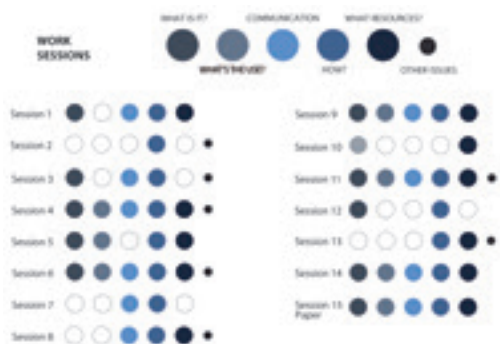 WHAT IS IT?
COMMUNICATION
WHAT RESOURCES?
WORK
SESSIONS
WHAT'S THE USE?
HOW?
OTHER ISSUES
Session 1
Session 2
Session 3
Session 4
Session 5
Session 6
Session 7
Session 8
Session 9
Session 10
Session 11
Session 12
Session 13
Session 14
Session 15
Paper